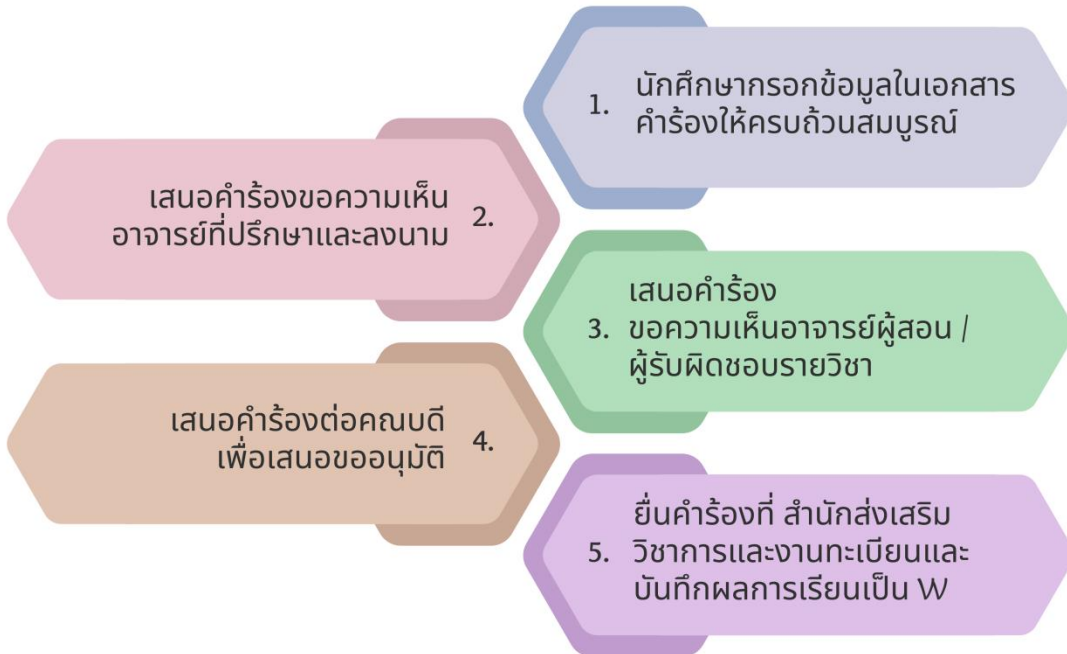 1. นักศึกษากรอกข้อมูลในเอกสาร
คำร้องให้ครบถ้วนสมบูรณ์
เสนอคำร้องขอความเห็น
2. อาจารย์ที่ปรึกษาและลงนาม
เสนอคำร้อง
3. ขอความเห็นอาจารย์ผู้สอน /
ผู้รับผิดชอบรายวิชา
เสนอคำร้องต่อคณบดี
4. เพื่อเสนอขออนุมัติ
ยื่นคำร้องที่ สำนักส่งเสริม
5. วิชาการและงานทะเบียนและ
บันทึกผลการเรียนเป็น W